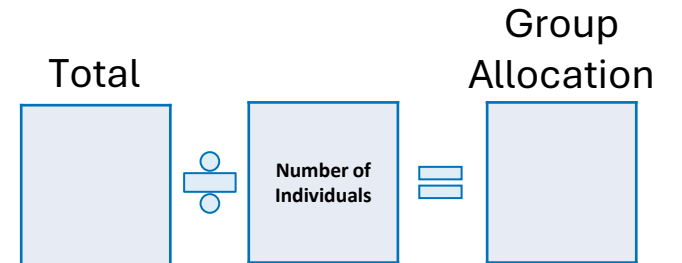 Total
Group
Allocation
Number of
Individuals